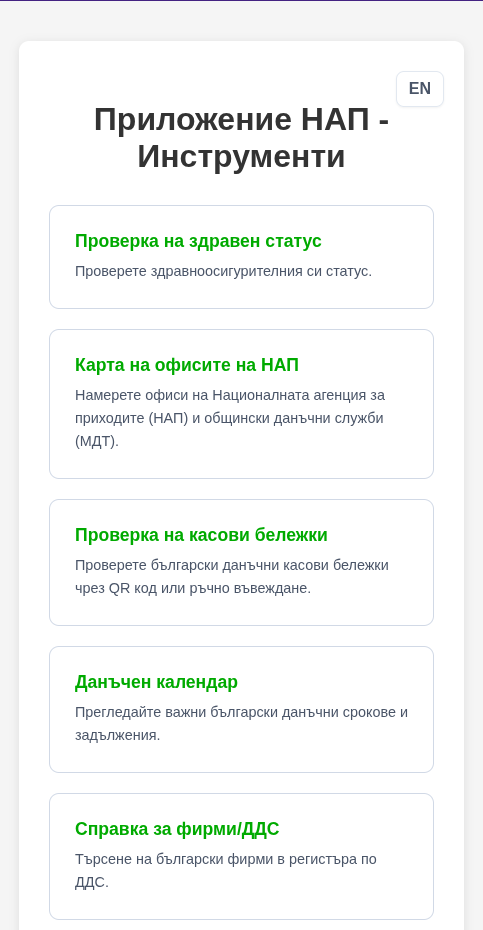 EN
Приложение НАП -
Инструменти
Проверка на здравен статус
Проверете здравноосигурителния си статус.
Карта на офисите на НАП
Намерете офиси на Националната агенция за
приходите (НАП) и общински данъчни служби
(МДТ).
Проверка на касови бележки
Проверете български данъчни касови бележки
чрез QR код или ръчно въвеждане.
Данъчен календар
Прегледайте важни български данъчни срокове и
задължения.
Справка за фирми/ДДС
Търсене на български фирми в регистъра по
ДДС.